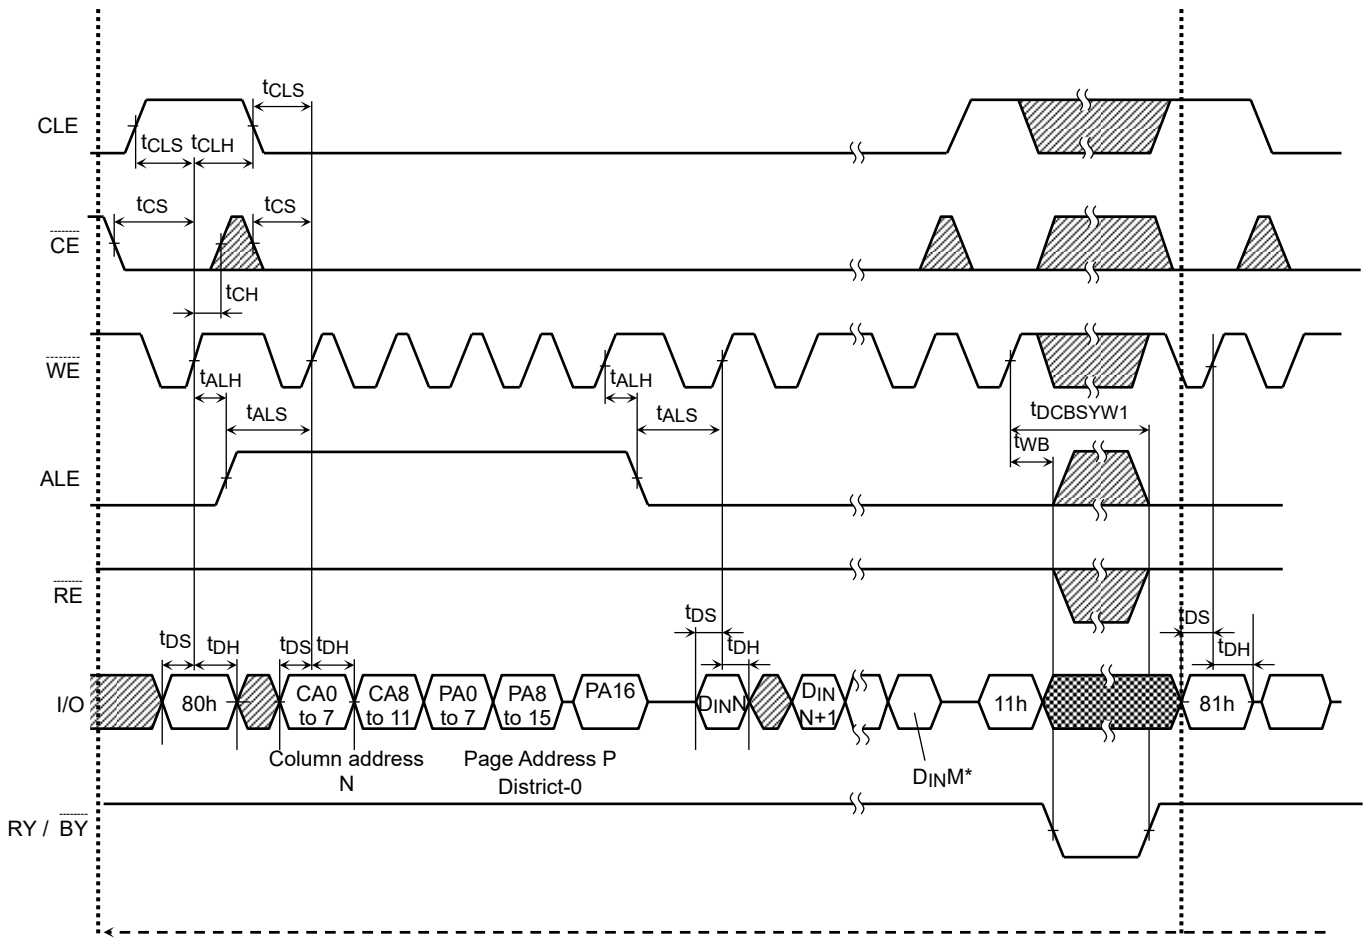 tCLS
CLE
tCLS tCLH
tCS tCS
CE
tCH
WE
tALH tALH
tALS tALS
tDCBSYW1
tWB
ALE
RE
tDS tDH tDS tDH tDS tDH tDS tDH
I/O
80h
CA0 to 7
CA8 to 11
PA0 to 7
PA8 to 15
PA16
DINN
DIN N+1
11h
81h
Column address
N
Page Address P
District-0
DINM*
RY / BY